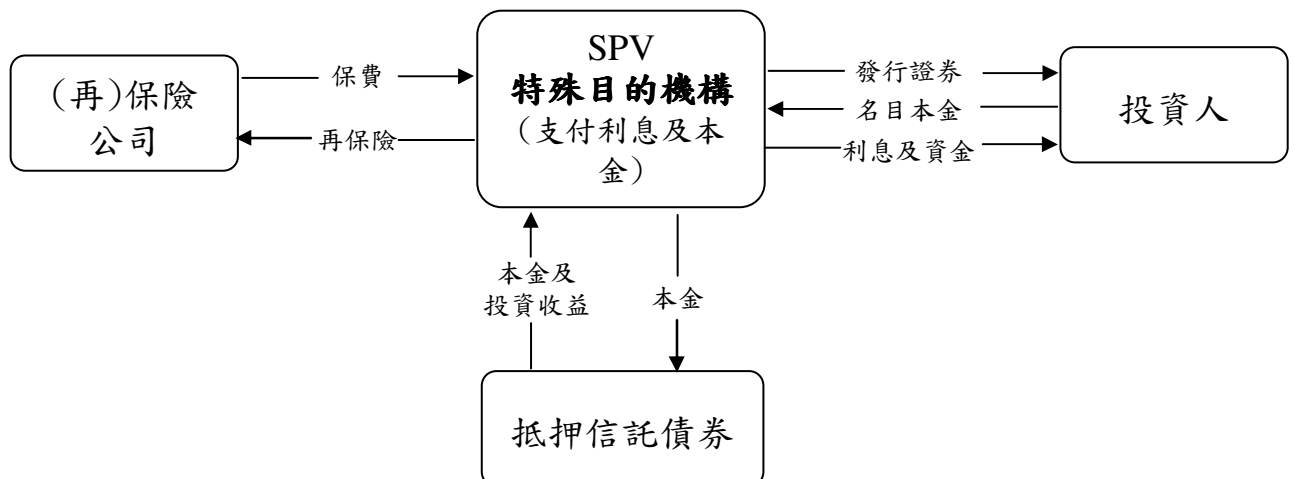 (再)保險
公司
保費
再保險
SPV
特殊目的機構
(支付利息及本
金)
發行證券
名目本金
利息及資金
投資人
本金及
投資收益
本金
抵押信託債券